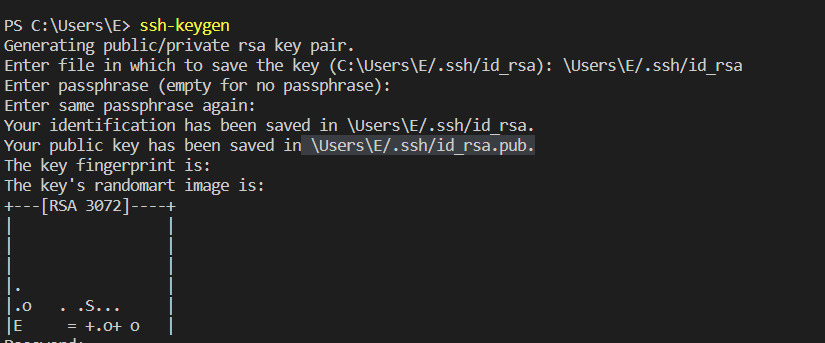 PS C:\Users\E> ssh-keygen
Generating public/private rsa key pair.
Enter file in which to save the key (C:\Users\E/.ssh/id_rsa): \Users\E/.ssh/id_rsa
Enter passphrase (empty for no passphrase):
Enter same passphrase again:
Your identification has been saved in \Users\E/.ssh/id_rsa.
Your public key has been saved in \Users\E/.ssh/id_rsa.pub.
The key fingerprint is:
The key's randomart image is:
+---[RSA 3072]----+
|                 |
|                 |
|                 |
|.                |
|.o   . .S...     |
|E     = +.o+ o   |